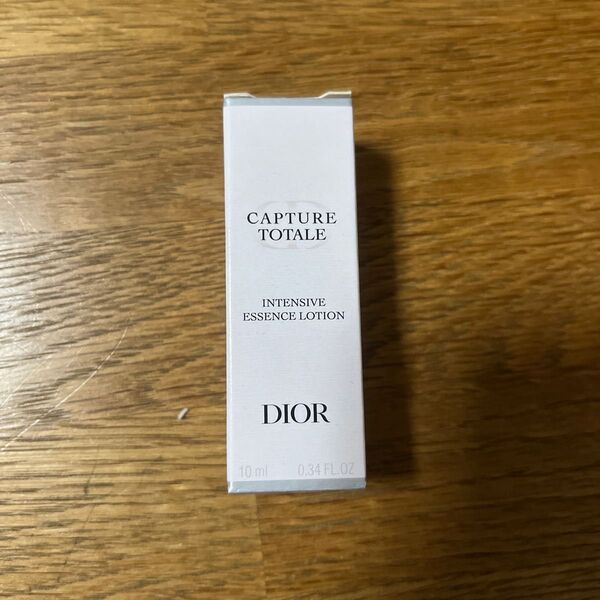 CAPTURE
TOTALE
INTENSIVE
ESSENCE LOTION
DIOR
10 ml 0.34 FL.OZ